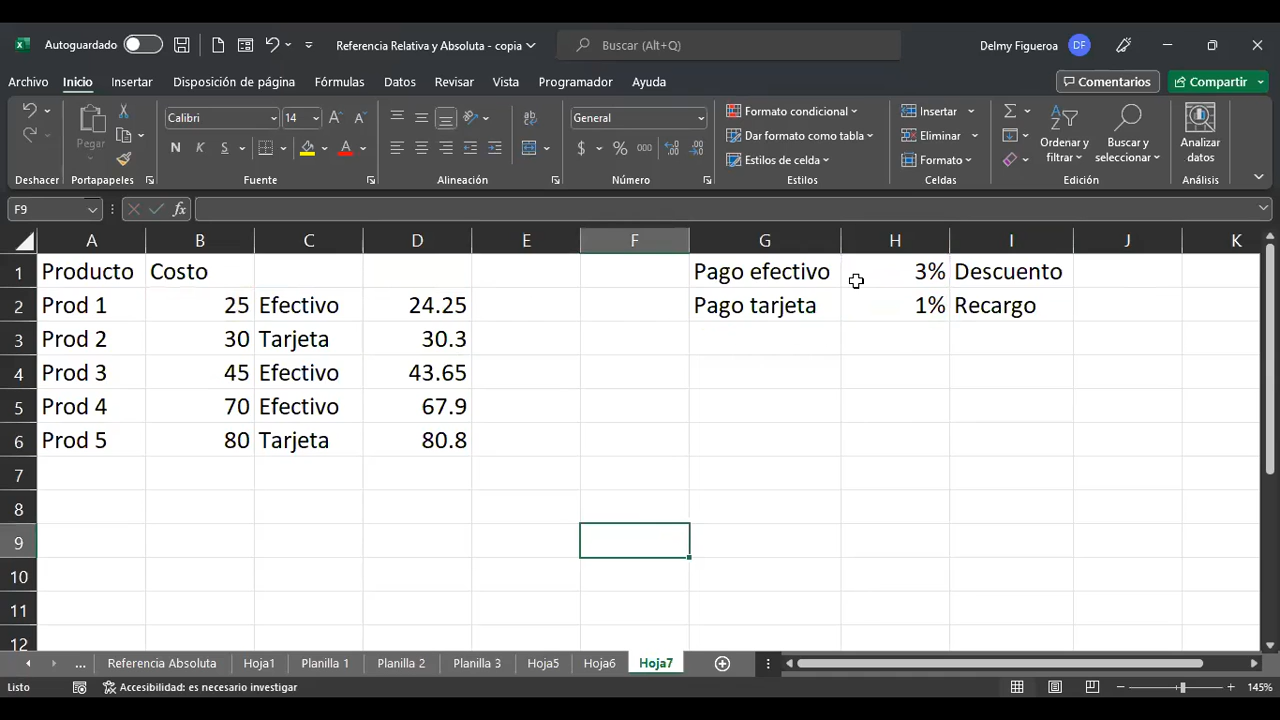 Autoguardado
Referencia Relativa y Absoluta - copia
Buscar (Alt+Q)
Delmy Figueroa DF
Archivo Inicio Insertar Disposición de página Fórmulas Datos Revisar Vista Programador Ayuda Comentarios Compartir
Pegar
Calibri 14
N K S
General
$ % 000
Formato condicional
Dar formato como tabla
Estilos de celda
Insertar
Eliminar
Formato
Ordenar y filtrar
Buscar y seleccionar
Analizar datos
Deshacer Portapapeles Fuente Alineación Número Estilos Celdas Edición Análisis
F9 fx
A B C D E F G H I J K
1 Producto Costo Pago efectivo 3% Descuento
2 Prod 1 25 Efectivo 24.25 Pago tarjeta 1% Recargo
3 Prod 2 30 Tarjeta 30.3
4 Prod 3 45 Efectivo 43.65
5 Prod 4 70 Efectivo 67.9
6 Prod 5 80 Tarjeta 80.8
7
8
9
10
11
12
... Referencia Absoluta Hoja1 Planilla 1 Planilla 2 Planilla 3 Hoja5 Hoja6 Hoja7
Listo Accesibilidad: es necesario investigar 145%